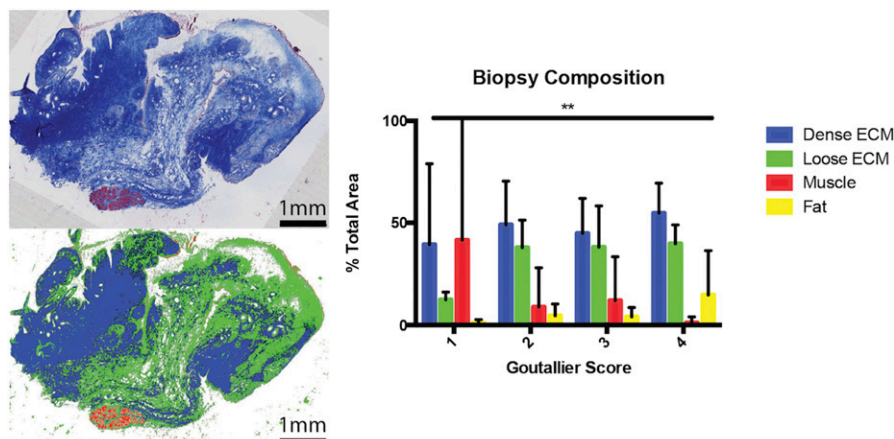 1mm
1mm
Biopsy Composition
**
100
50
0
% Total Area
1
2
3
4
Goutallier Score
Dense ECM
Loose ECM
Muscle
Fat